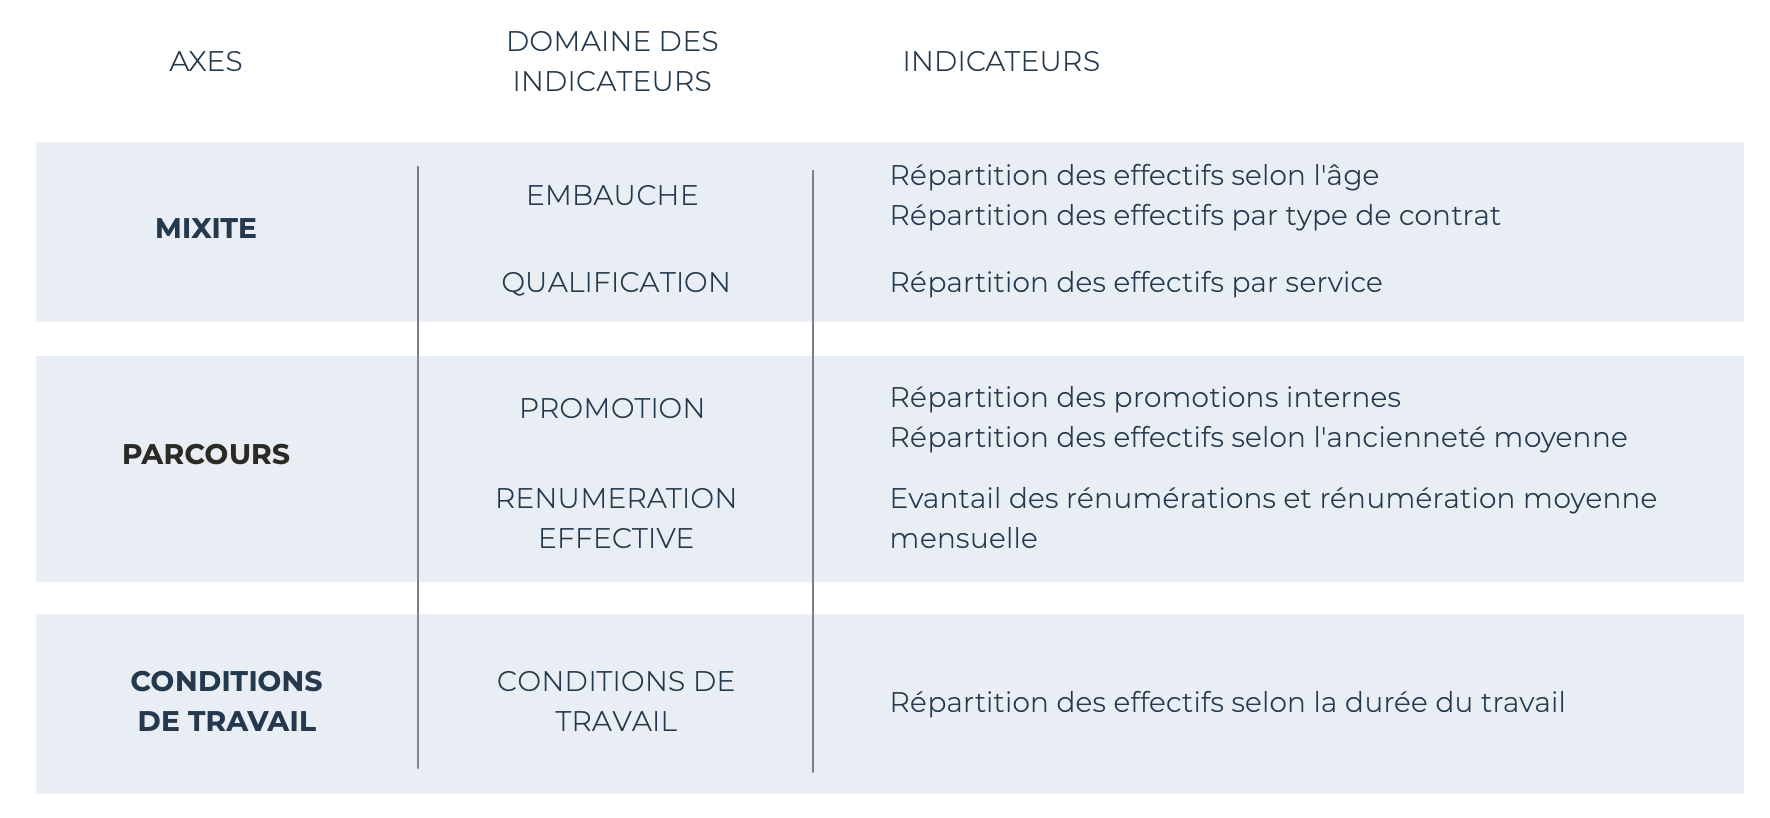 AXES
DOMAINE DES
INDICATEURS
INDICATEURS
MIXITE
EMBAUCHE
Répartition des effectifs selon l'âge
Répartition des effectifs par type de contrat
QUALIFICATION
Répartition des effectifs par service
PARCOURS
PROMOTION
Répartition des promotions internes
Répartition des effectifs selon l'ancienneté moyenne
RENUMERATION
EFFECTIVE
Evantail des rénumérations et rénumération moyenne
mensuelle
CONDITIONS
DE TRAVAIL
CONDITIONS DE
TRAVAIL
Répartition des effectifs selon la durée du travail